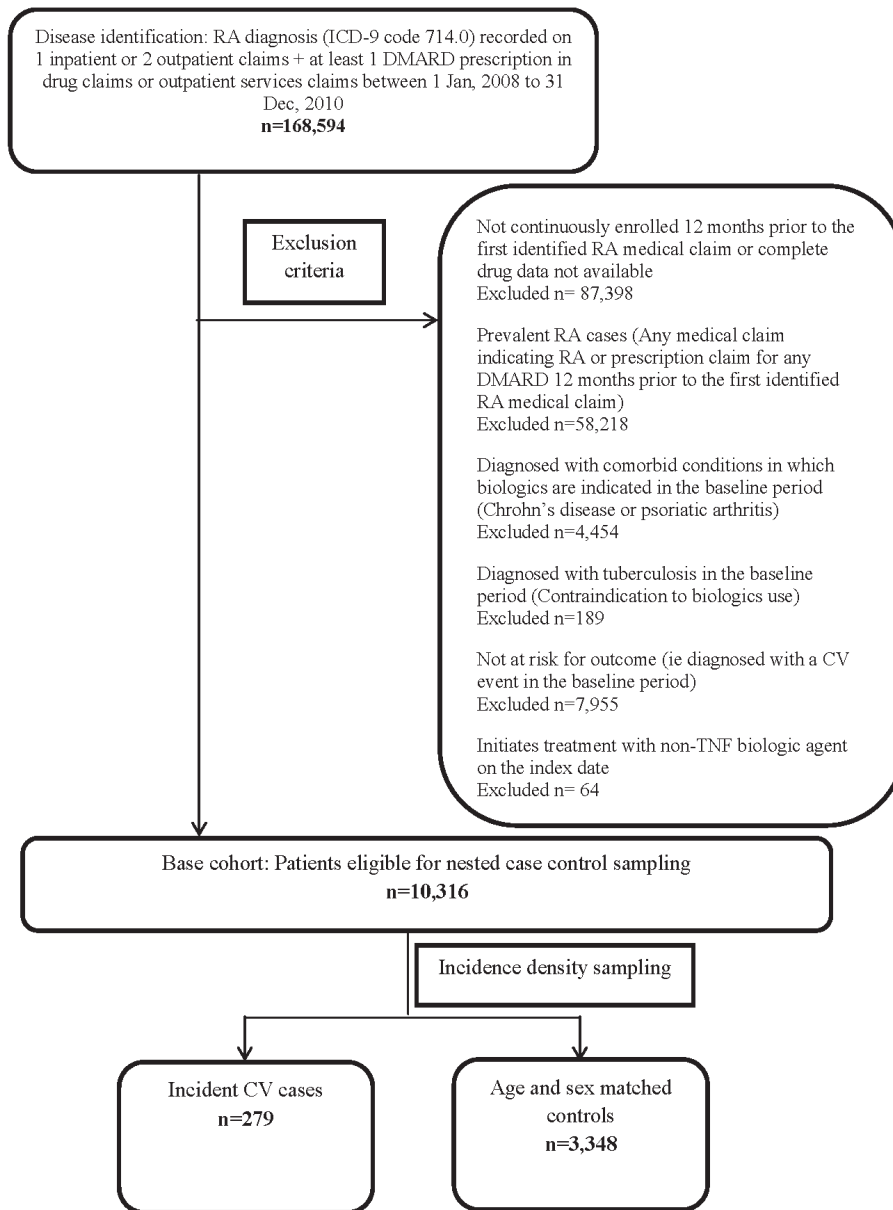 Disease identification: RA diagnosis (ICD-9 code 714.0) recorded on
1 inpatient or 2 outpatient claims + at least 1 DMARD prescription in
drug claims or outpatient services claims between 1 Jan, 2008 to 31
Dec, 2010
n=168,594
Exclusion
criteria
Not continuously enrolled 12 months prior to the
first identified RA medical claim or complete
drug data not available
Excluded n= 87,398
Prevalent RA cases (Any medical claim
indicating RA or prescription claim for any
DMARD 12 months prior to the first identified
RA medical claim)
Excluded n=58,218
Diagnosed with comorbid conditions in which
biologics are indicated in the baseline period
(Chrohn’s disease or psoriatic arthritis)
Excluded n=4,454
Diagnosed with tuberculosis in the baseline
period (Contraindication to biologics use)
Excluded n=189
Not at risk for outcome (ie diagnosed with a CV
event in the baseline period)
Excluded n=7,955
Initiates treatment with non-TNF biologic agent
on the index date
Excluded n= 64
Base cohort: Patients eligible for nested case control sampling
n=10,316
Incidence density sampling
Incident CV cases
n=279
Age and sex matched
controls
n=3,348